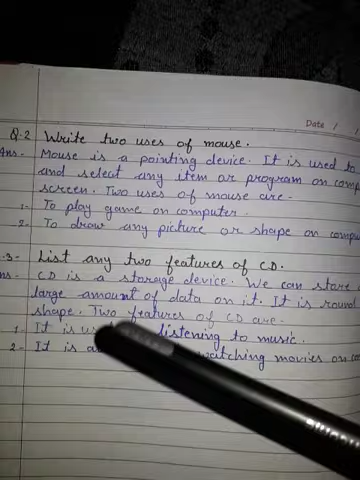 Date /
Q.2 Write two uses of mouse.
Ans- Mouse is a pointing device. It is used to
and select any item or program on
screen. Two uses of mouse are-
1- To play game on computer.
2- To draw any picture or shape on
3- List any two features of CD.
CD is a storage device. We can store
large amount of data on it. It is round
shape. Two features of CD are.
1. It is listening to music.
2- It is watching movies on